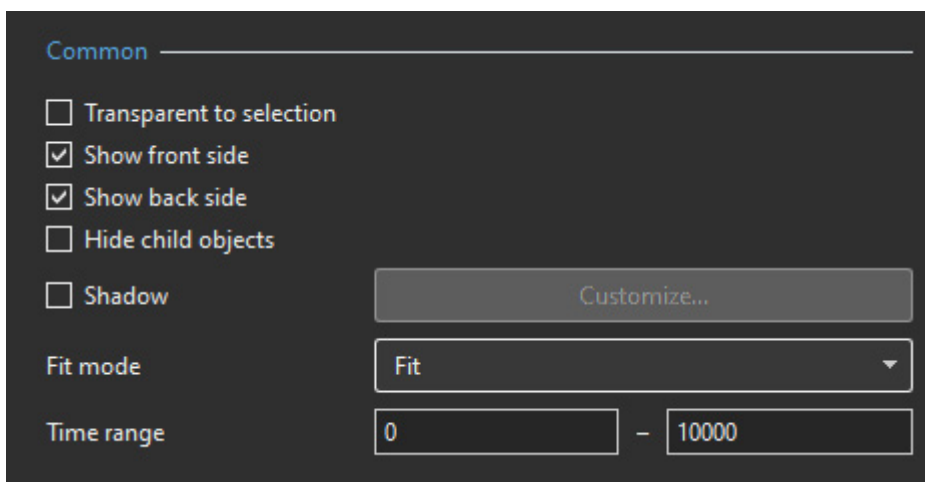 Common
Transparent to selection
Show front side
Show back side
Hide child objects
Shadow Customize...
Fit mode Fit
Time range 0 – 10000